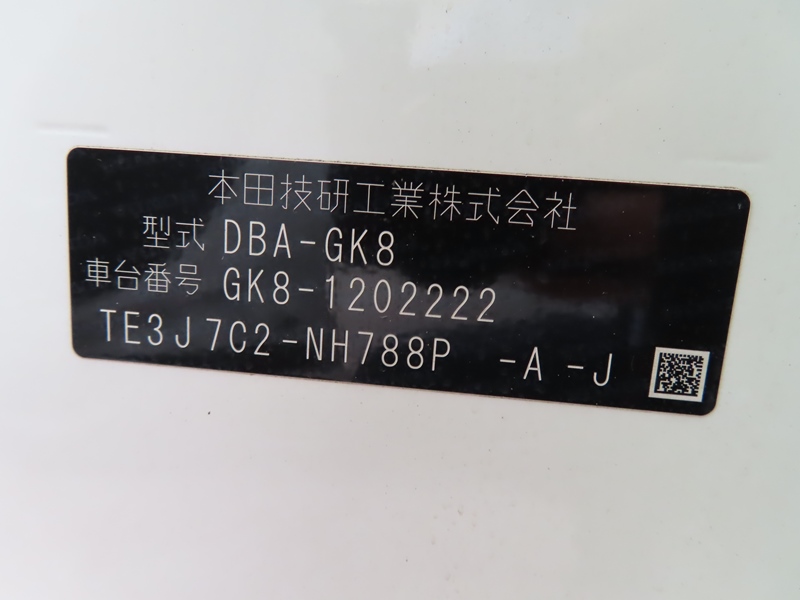 本田技研工業株式会社
型式 DBA-GK8
車台番号 GK8-1202222
TE3J7C2-NH788P -A -J